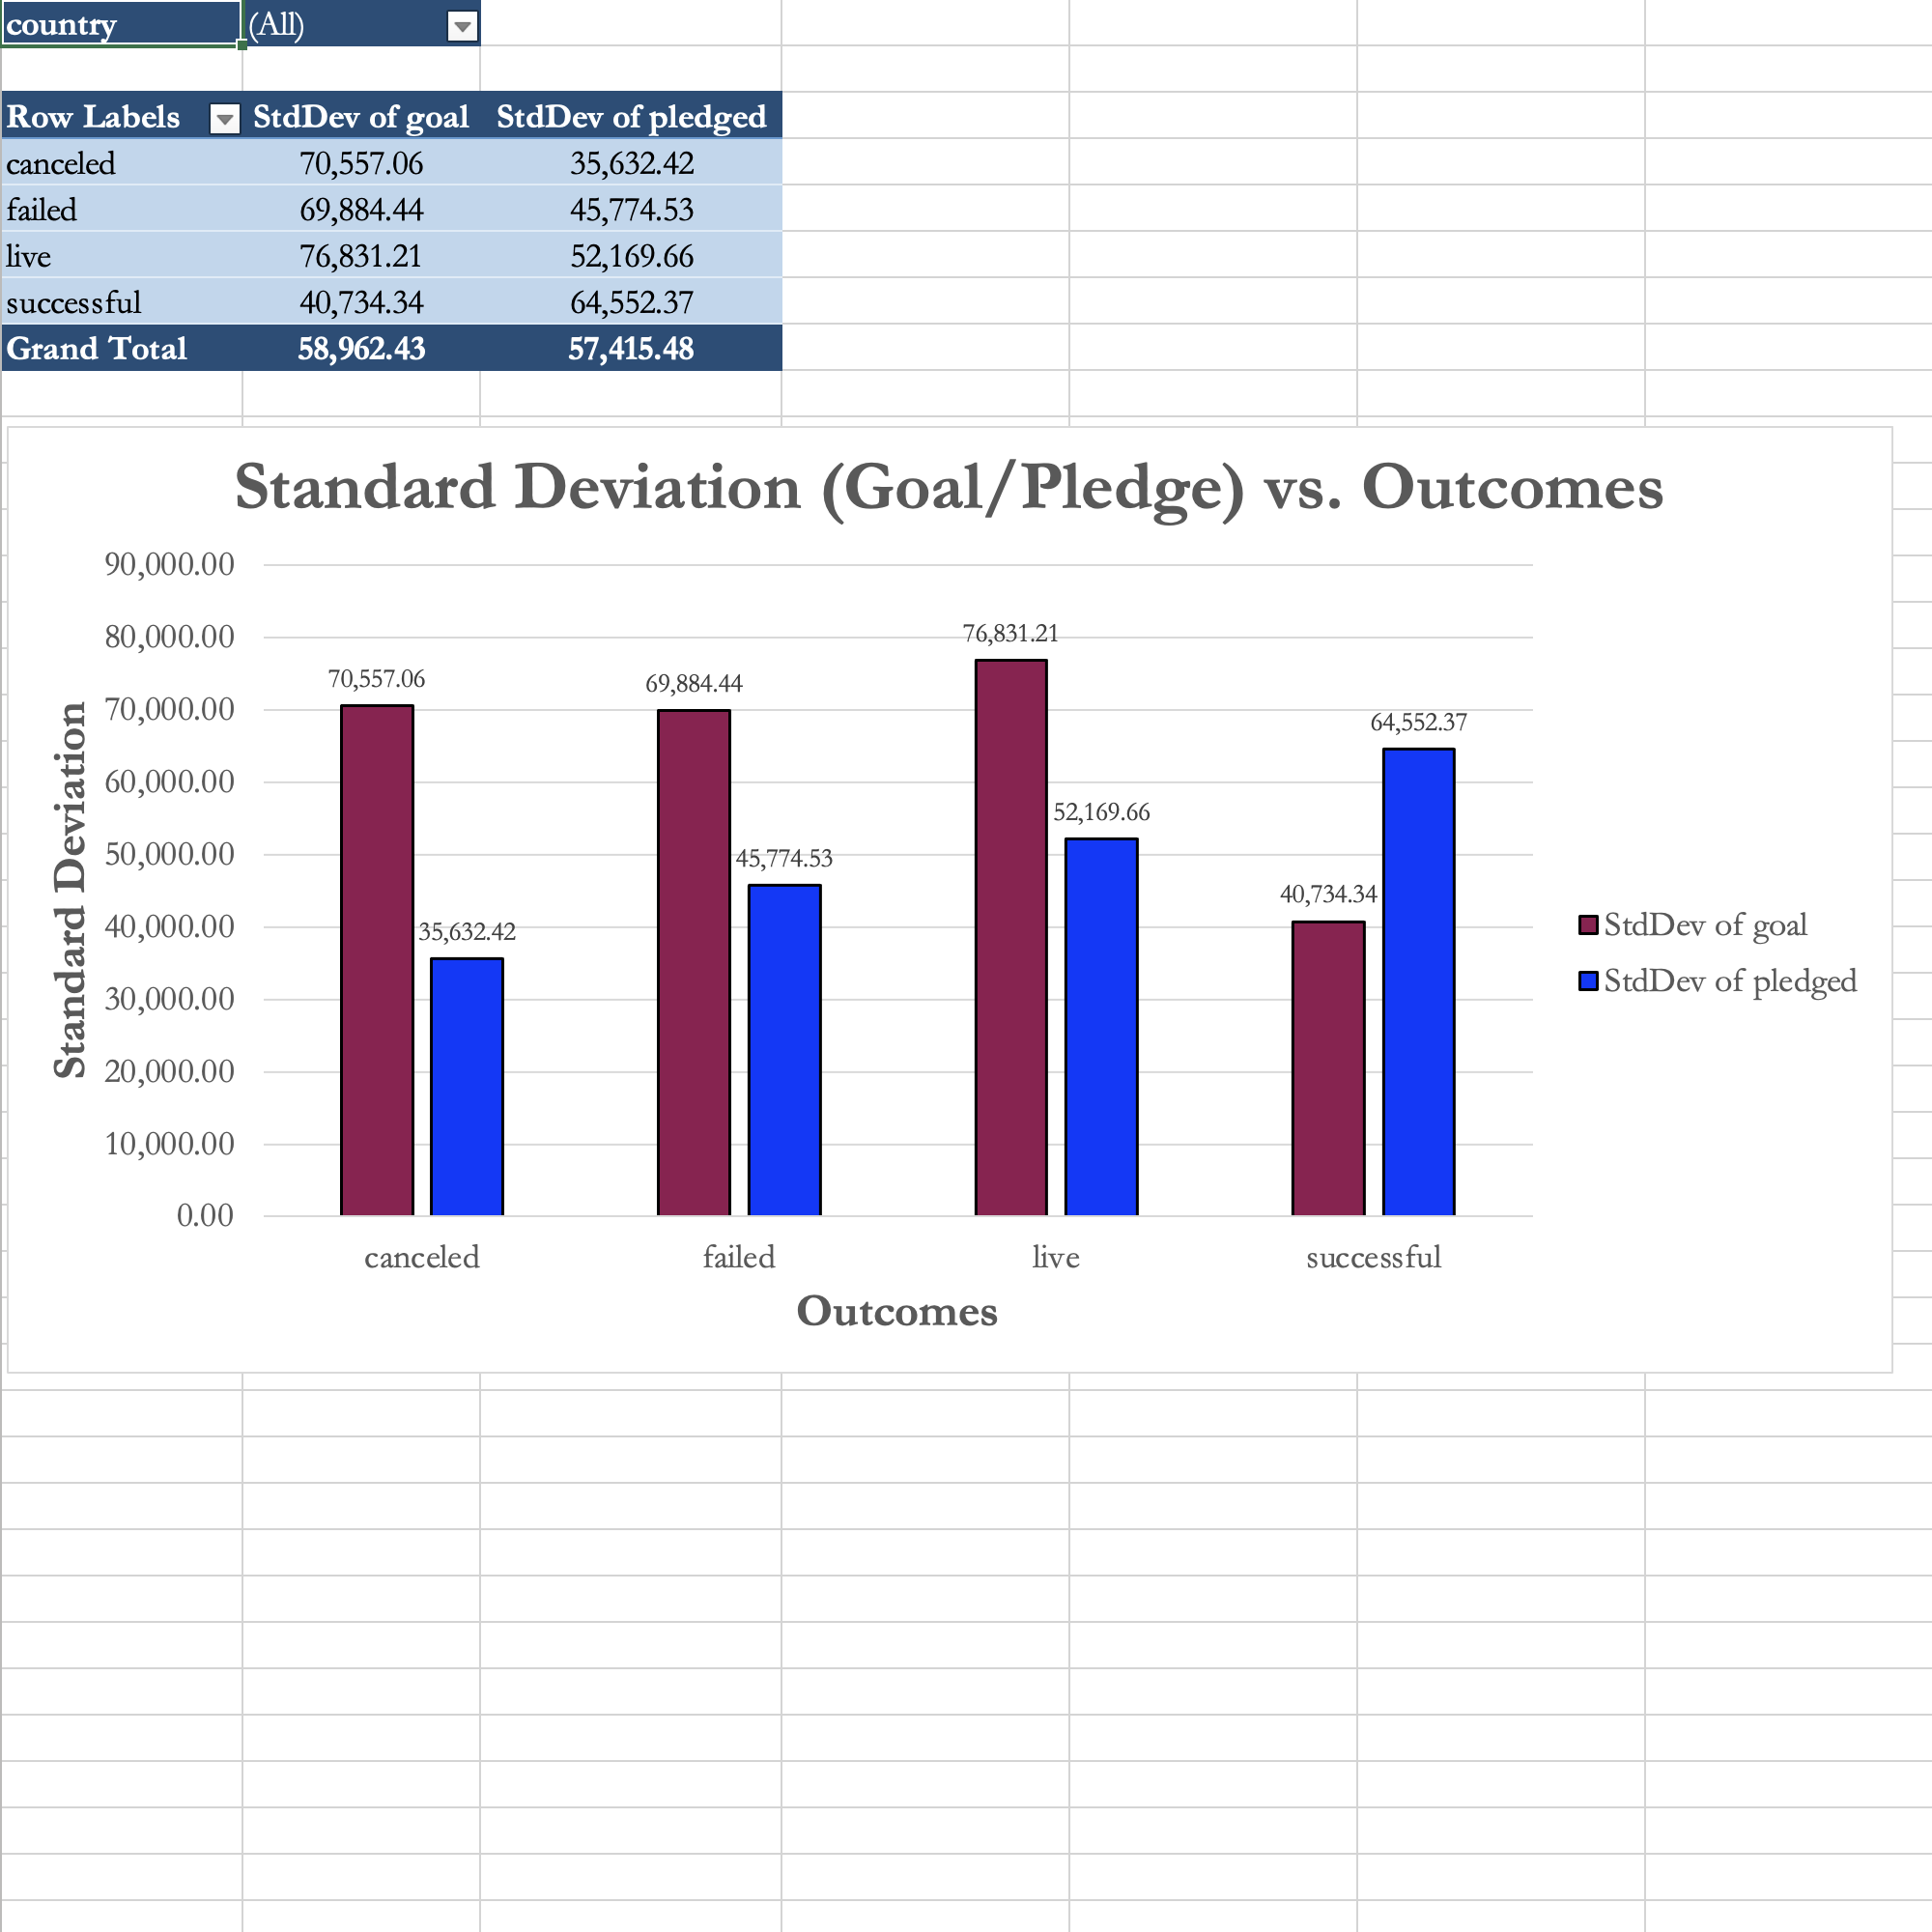 country (All)
Row Labels StdDev of goal StdDev of pledged
canceled 70,557.06 35,632.42
failed 69,884.44 45,774.53
live 76,831.21 52,169.66
successful 40,734.34 64,552.37
Grand Total 58,962.43 57,415.48
Standard Deviation (Goal/Pledge) vs. Outcomes
Standard Deviation
90,000.00
80,000.00
70,000.00
60,000.00
50,000.00
40,000.00
30,000.00
20,000.00
10,000.00
0.00
70,557.06
35,632.42
69,884.44
45,774.53
76,831.21
52,169.66
40,734.34
64,552.37
canceled failed live successful
Outcomes
StdDev of goal
StdDev of pledged